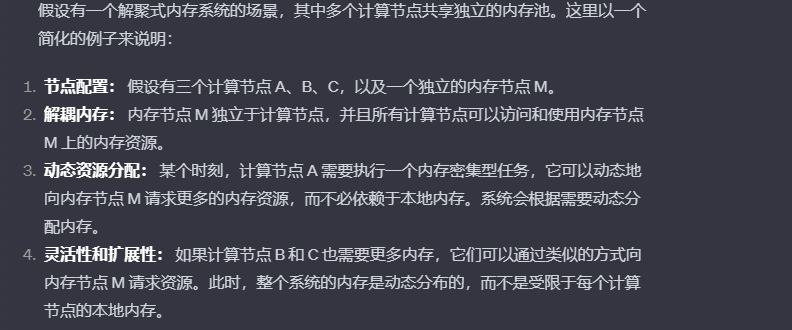 假设有一个解聚式内存系统的场景，其中多个计算节点共享独立的内存池。这里以一个
简化的例子来说明：
1. 节点配置： 假设有三个计算节点 A、B、C，以及一个独立的内存节点 M。
2. 解耦内存： 内存节点 M 独立于计算节点，并且所有计算节点可以访问和使用内存节点
M 上的内存资源。
3. 动态资源分配： 某个时刻，计算节点 A 需要执行一个内存密集型任务，它可以动态地
向内存节点 M 请求更多的内存资源，而不必依赖于本地内存。系统会根据需要动态分
配内存。
4. 灵活性和扩展性： 如果计算节点 B 和 C 也需要更多内存，它们可以通过类似的方式向
内存节点 M 请求资源。此时，整个系统的内存是动态分布的，而不是受限于每个计算
节点的本地内存。